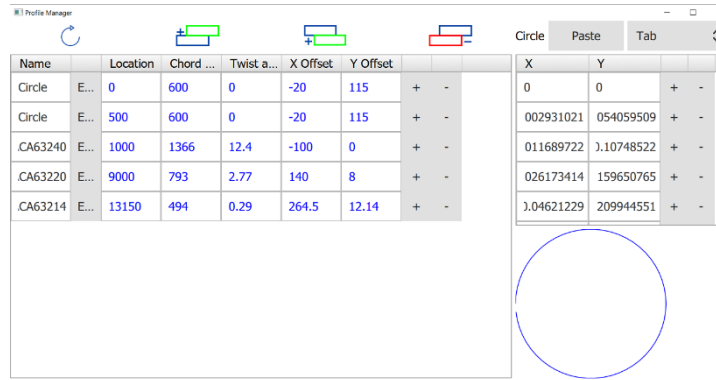 Profile Manager
Circle Paste Tab
Name Location Chord ... Twist a... X Offset Y Offset
Circle E... 0 600 0 -20 115 + -
Circle E... 500 600 0 -20 115 + -
.CA63240 E... 1000 1366 12.4 -100 0 + -
.CA63220 E... 9000 793 2.77 140 8 + -
.CA63214 E... 13150 494 0.29 264.5 12.14 + -
X Y
0 0 + -
002931021 054059509 + -
011689722 0.10748522 + -
026173414 159650765 + -
0.04621229 209944551 + -